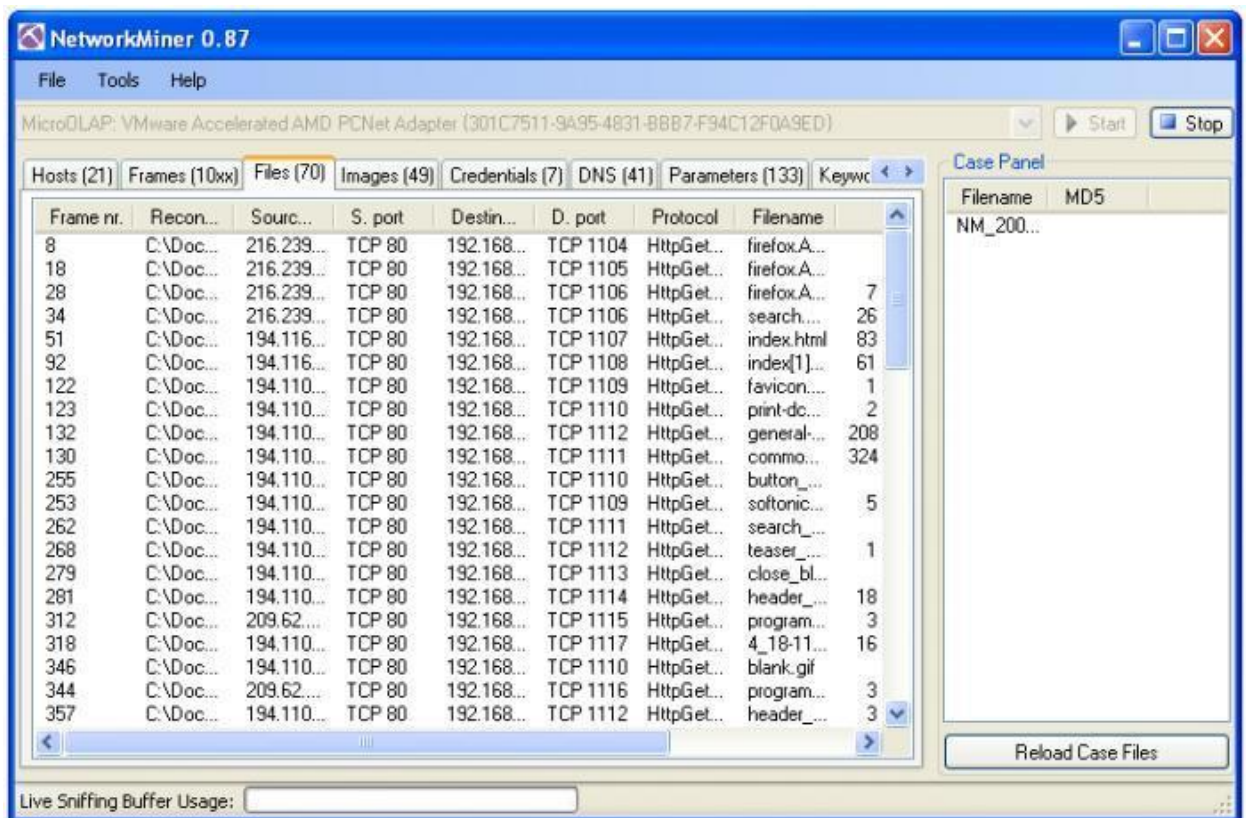 NetworkMiner 0.87
File Tools Help
MicroOLAP: VMware Accelerated AMD PCNet Adapter (301C7511-9A95-4831-BBB7-F94C12F0A9ED)
Start Stop
Hosts (21) Frames (10xx) Files (70) Images (49) Credentials (7) DNS (41) Parameters (133) Keywo
Case Panel
Filename MD5
NM_200...
Frame nr. Recon... Sourc... S. port Destin... D. port Protocol Filename
8 C:\Doc... 216.239... TCP 80 192.168... TCP 1104 HttpGet... firefox.A...
18 C:\Doc... 216.239... TCP 80 192.168... TCP 1105 HttpGet... firefox.A...
28 C:\Doc... 216.239... TCP 80 192.168... TCP 1106 HttpGet... firefox.A... 7
34 C:\Doc... 216.239... TCP 80 192.168... TCP 1106 HttpGet... search.... 26
51 C:\Doc... 194.116... TCP 80 192.168... TCP 1107 HttpGet... index.html 83
92 C:\Doc... 194.116... TCP 80 192.168... TCP 1108 HttpGet... index[1]... 61
122 C:\Doc... 194.110... TCP 80 192.168... TCP 1109 HttpGet... favicon.... 1
123 C:\Doc... 194.110... TCP 80 192.168... TCP 1110 HttpGet... print-dc... 2
132 C:\Doc... 194.110... TCP 80 192.168... TCP 1112 HttpGet... general-... 208
130 C:\Doc... 194.110... TCP 80 192.168... TCP 1111 HttpGet... commo... 324
255 C:\Doc... 194.110... TCP 80 192.168... TCP 1110 HttpGet... button_...
253 C:\Doc... 194.110... TCP 80 192.168... TCP 1109 HttpGet... softonic... 5
262 C:\Doc... 194.110... TCP 80 192.168... TCP 1111 HttpGet... search_...
268 C:\Doc... 194.110... TCP 80 192.168... TCP 1112 HttpGet... teaser_... 1
279 C:\Doc... 194.110... TCP 80 192.168... TCP 1113 HttpGet... close_bl...
281 C:\Doc... 194.110... TCP 80 192.168... TCP 1114 HttpGet... header_... 18
312 C:\Doc... 209.62.... TCP 80 192.168... TCP 1115 HttpGet... program... 3
318 C:\Doc... 194.110... TCP 80 192.168... TCP 1117 HttpGet... 4_18-11... 16
346 C:\Doc... 194.110... TCP 80 192.168... TCP 1110 HttpGet... blank.gif
344 C:\Doc... 209.62.... TCP 80 192.168... TCP 1116 HttpGet... program... 3
357 C:\Doc... 194.110... TCP 80 192.168... TCP 1112 HttpGet... header_... 3
Reload Case Files
Live Sniffing Buffer Usage: